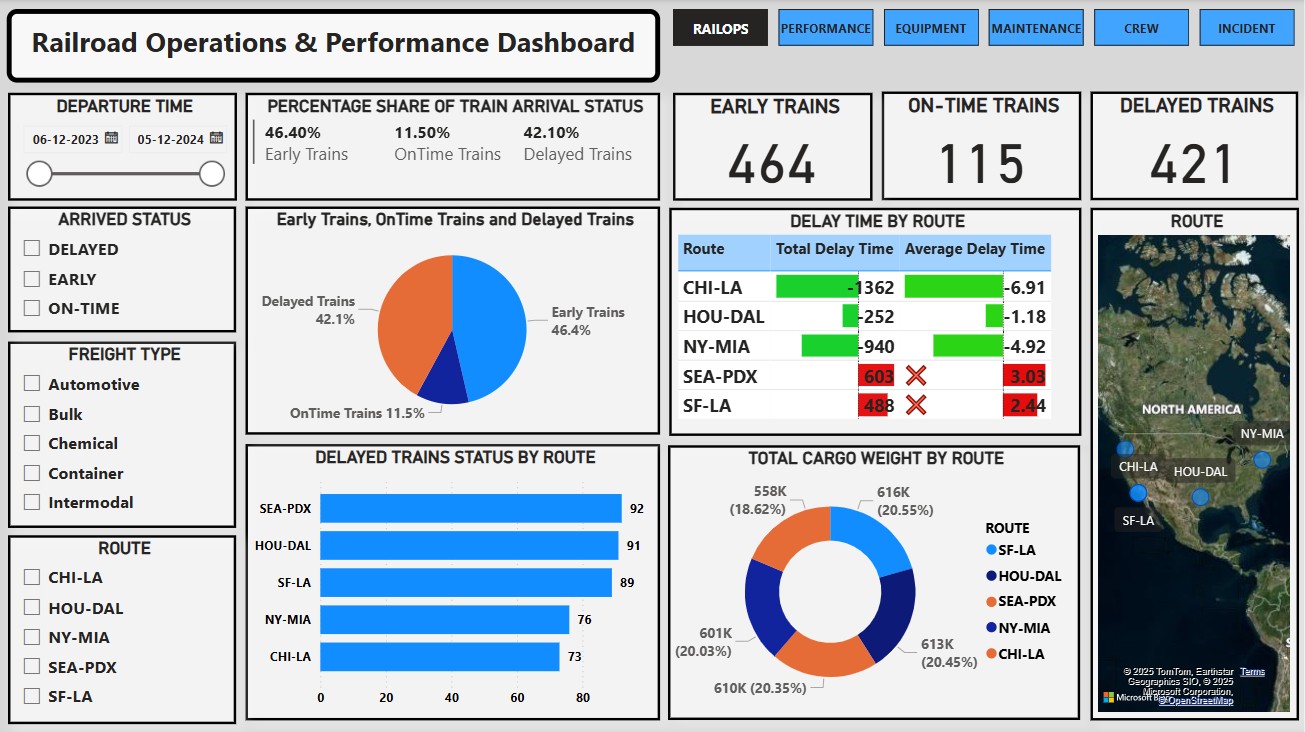 Railroad Operations & Performance Dashboard
RAILOPS
PERFORMANCE
EQUIPMENT
MAINTENANCE
CREW
INCIDENT
DEPARTURE TIME
06-12-2023
05-12-2024
PERCENTAGE SHARE OF TRAIN ARRIVAL STATUS
46.40%
Early Trains
11.50%
OnTime Trains
42.10%
Delayed Trains
EARLY TRAINS
464
ON-TIME TRAINS
115
DELAYED TRAINS
421
ARRIVED STATUS
DELAYED
EARLY
ON-TIME
FREIGHT TYPE
Automotive
Bulk
Chemical
Container
Intermodal
ROUTE
CHI-LA
HOU-DAL
NY-MIA
SEA-PDX
SF-LA
Early Trains, OnTime Trains and Delayed Trains
Delayed Trains
42.1%
Early Trains
46.4%
OnTime Trains 11.5%
DELAY TIME BY ROUTE
Route Total Delay Time Average Delay Time
CHI-LA -1362 -6.91
HOU-DAL -252 -1.18
NY-MIA -940 -4.92
SEA-PDX 603 3.03
SF-LA 488 2.44
DELAYED TRAINS STATUS BY ROUTE
SEA-PDX 92
HOU-DAL 91
SF-LA 89
NY-MIA 76
CHI-LA 73
0 20 40 60 80
TOTAL CARGO WEIGHT BY ROUTE
558K
(18.62%)
616K
(20.55%)
601K
(20.03%)
613K
(20.45%)
610K (20.35%)
ROUTE
SF-LA
HOU-DAL
SEA-PDX
NY-MIA
CHI-LA
ROUTE
NORTH AMERICA
NY-MIA
CHI-LA
HOU-DAL
SF-LA
© 2025 TomTom, Earthstar
Geographics SIO, © 2025
Microsoft Corporation,
© OpenStreetMap
Terms
Microsoft